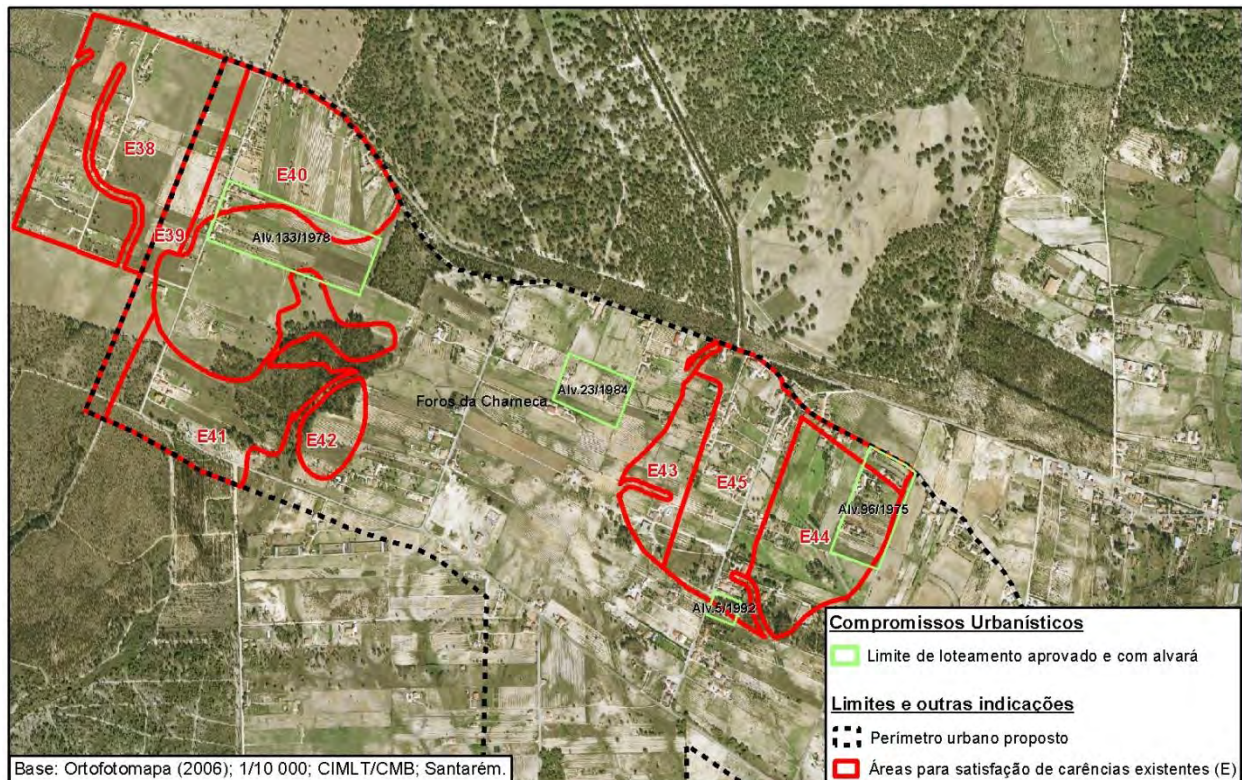 E38
E40
E39
Alv.133/1978
Alv.23/1984
Foros da Charneca
E41
E42
E43
E45
Alv.96/1975
E44
Alv.5/1992
Compromissos Urbanísticos
Limite de loteamento aprovado e com alvará
Limites e outras indicações
Perímetro urbano proposto
Áreas para satisfação de carências existentes (E)
Base: Ortofotomapa (2006); 1/10 000; CIMLT/CMB; Santarém.